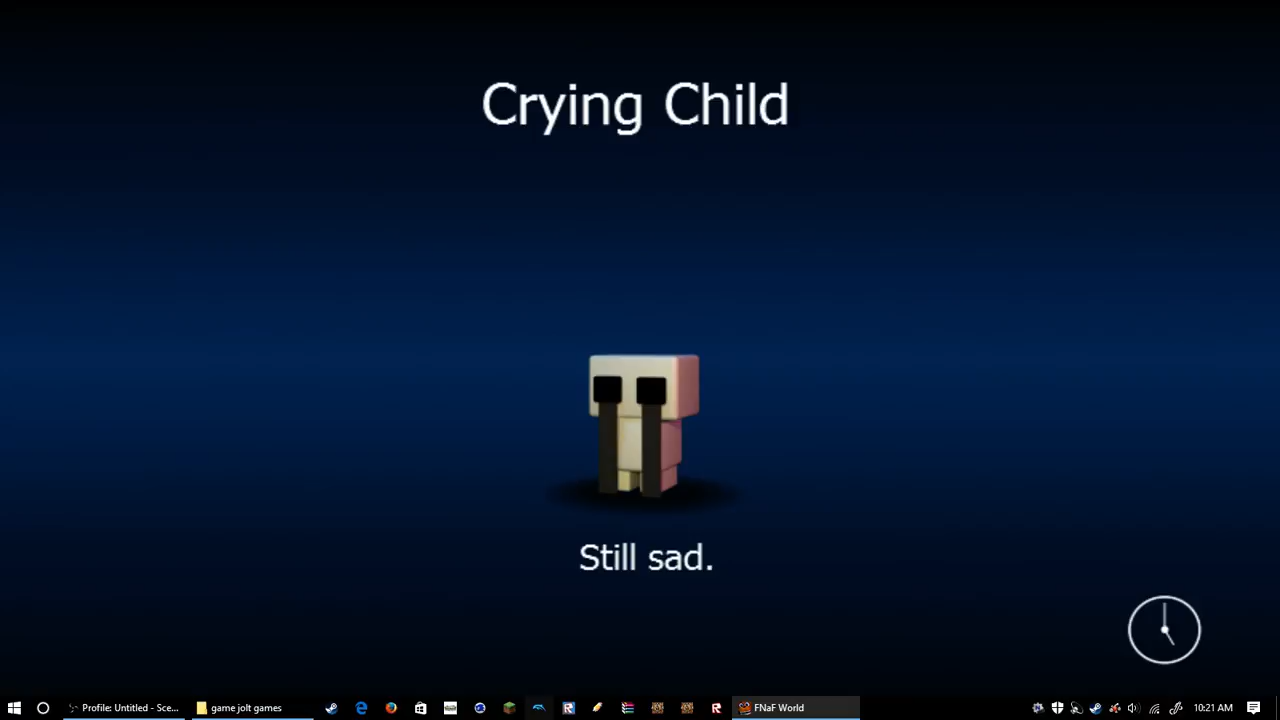 Crying Child
Still sad.
Profile: Untitled - Sce...
game jolt games
FNaF World
10:21 AM